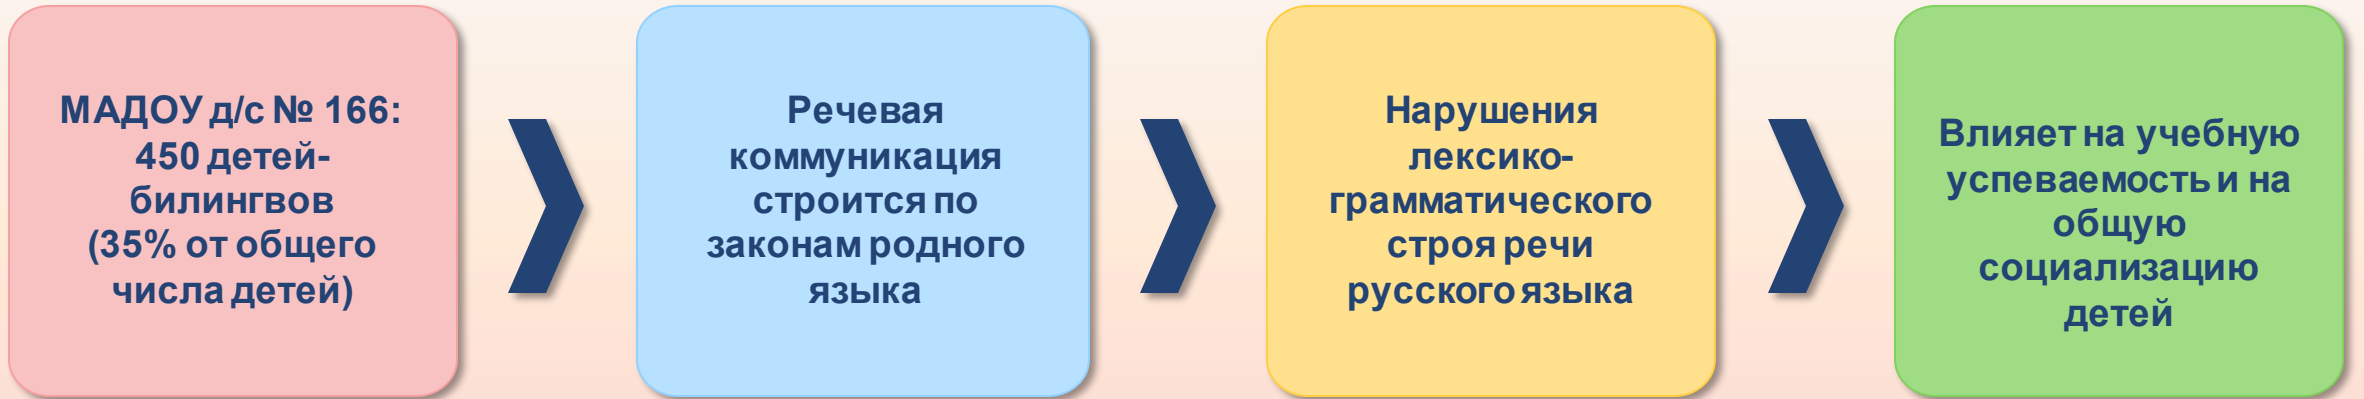 МАДОУ д/с № 166:
450 детей-
билингвов
(35% от общего
числа детей)
Речевая
коммуникация
строится по
законам родного
языка
Нарушения
лексико-
грамматического
строя речи
русского языка
Влияет на учебную
успеваемость и на
общую
социализацию
детей